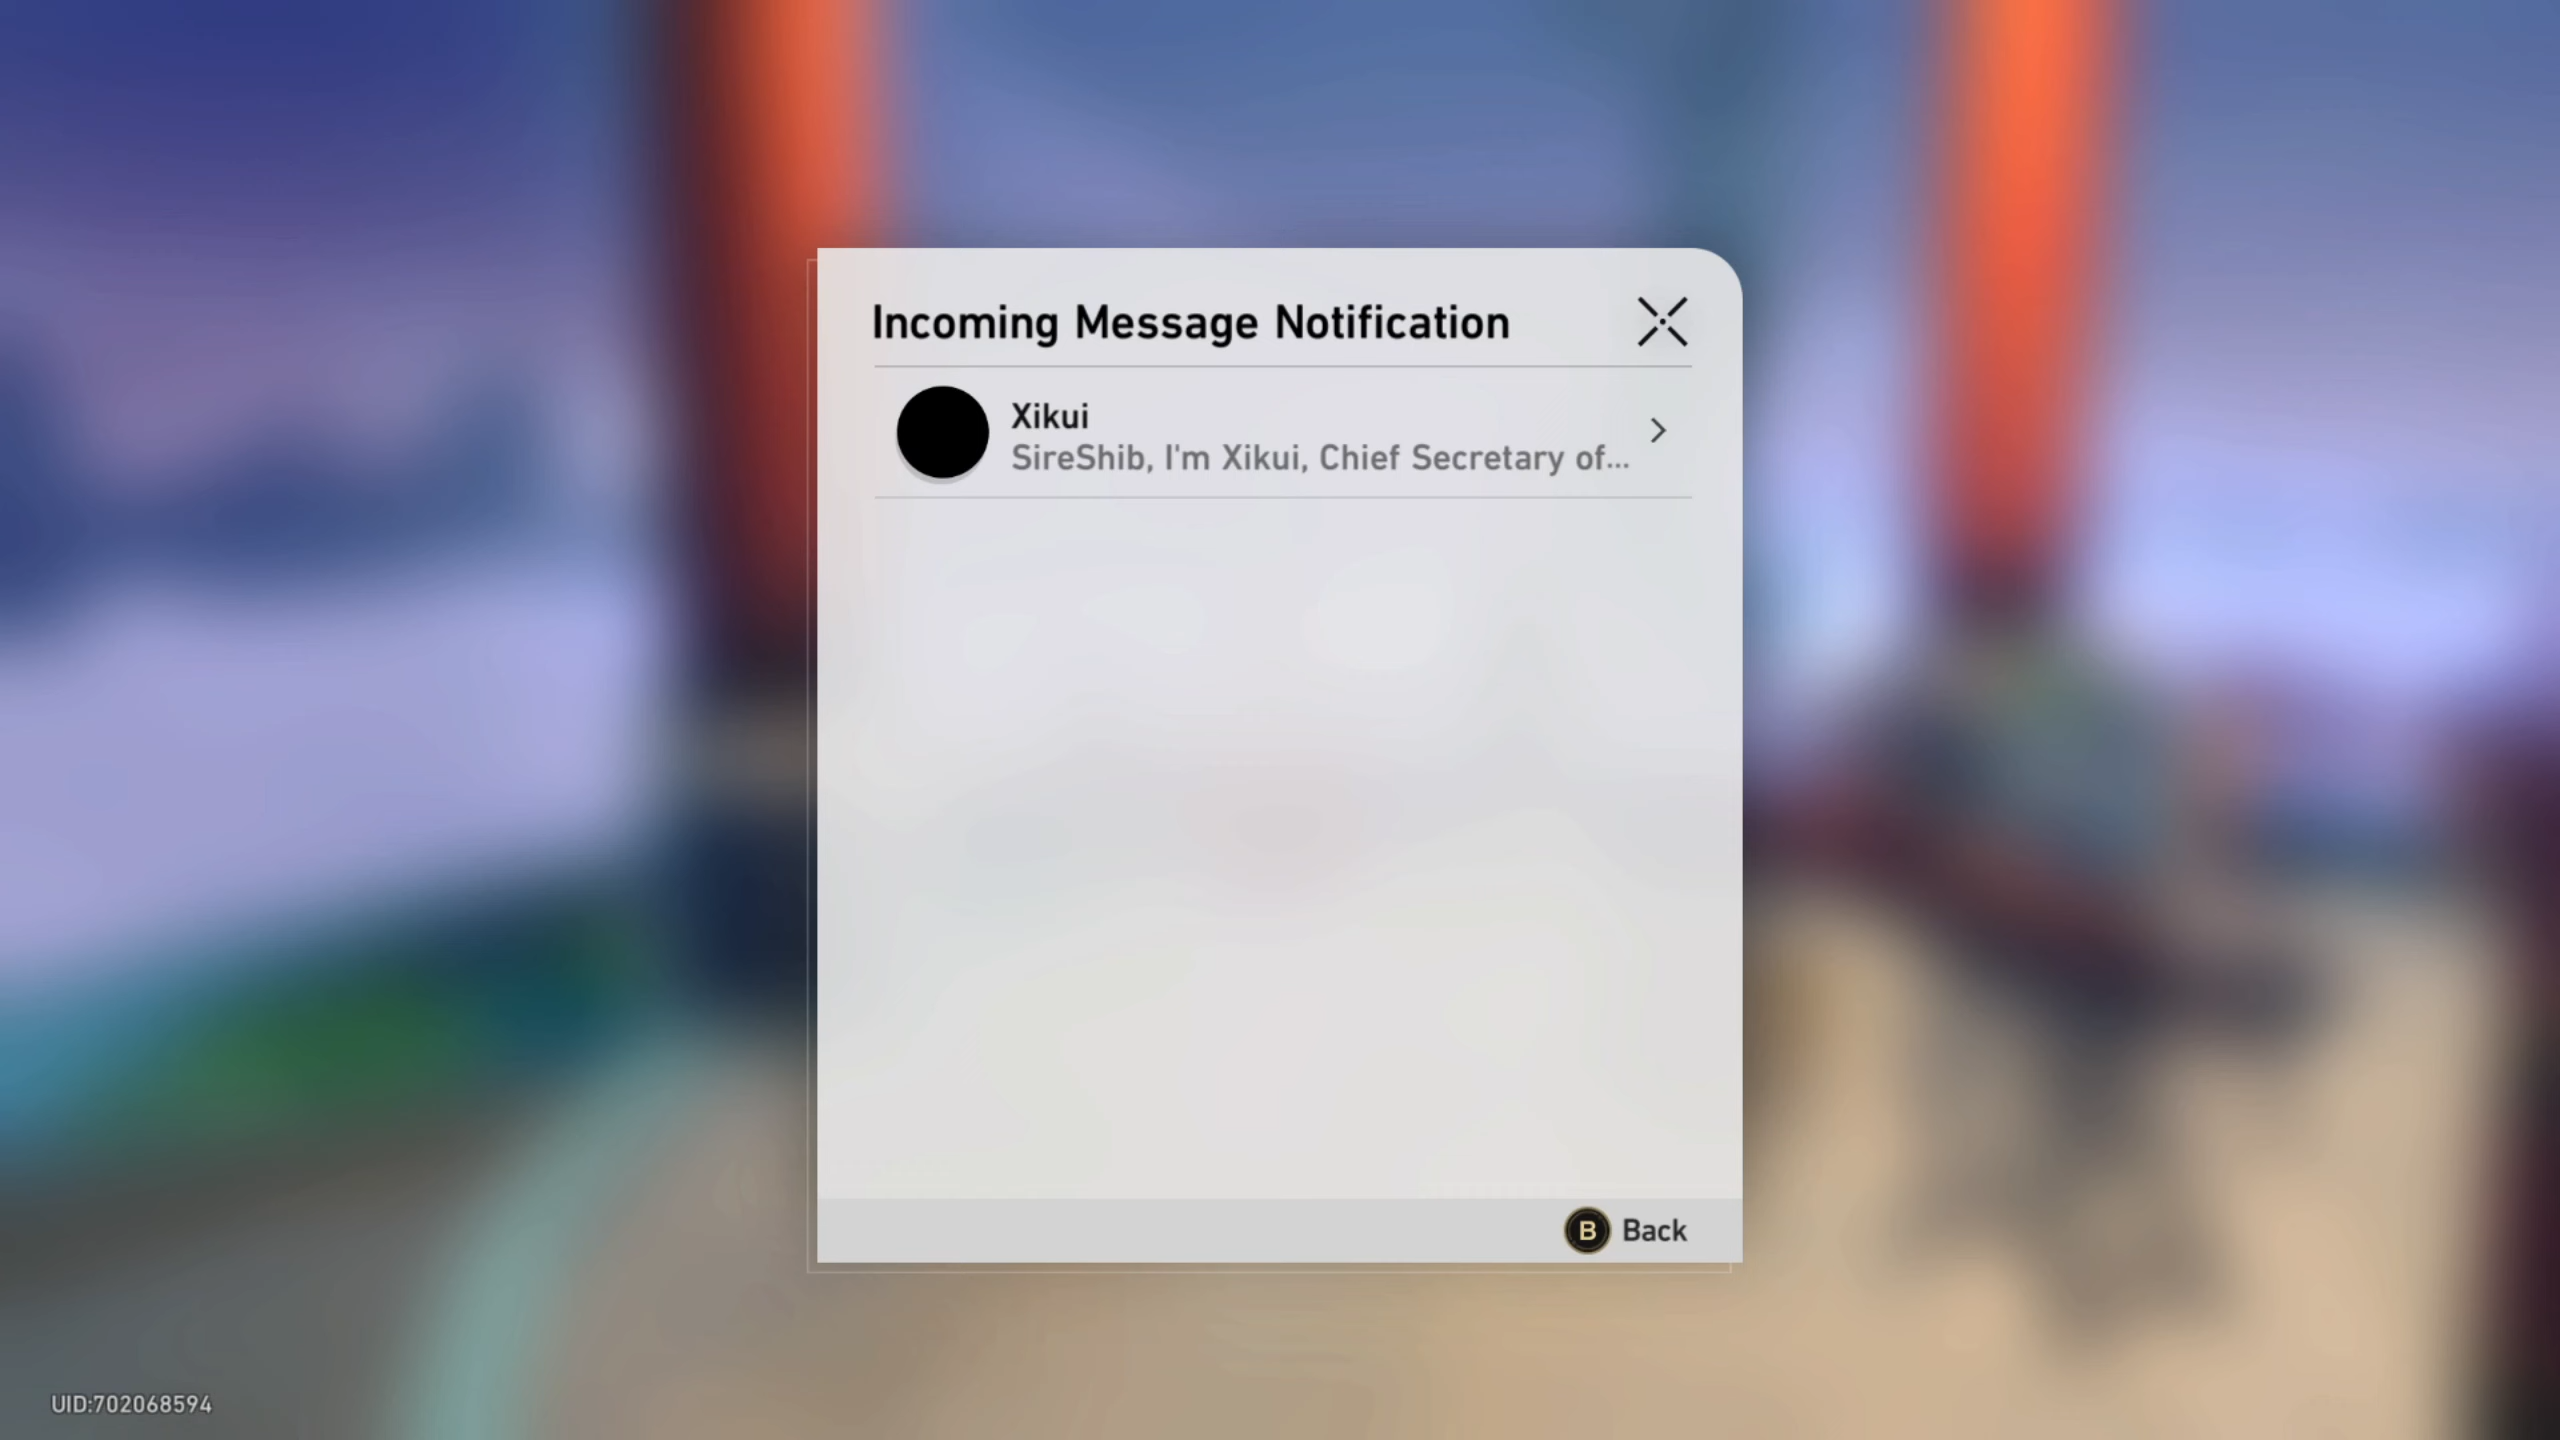 Incoming Message Notification
Xikui
SireShib, I'm Xikui, Chief Secretary of...
B Back
UID:702068594